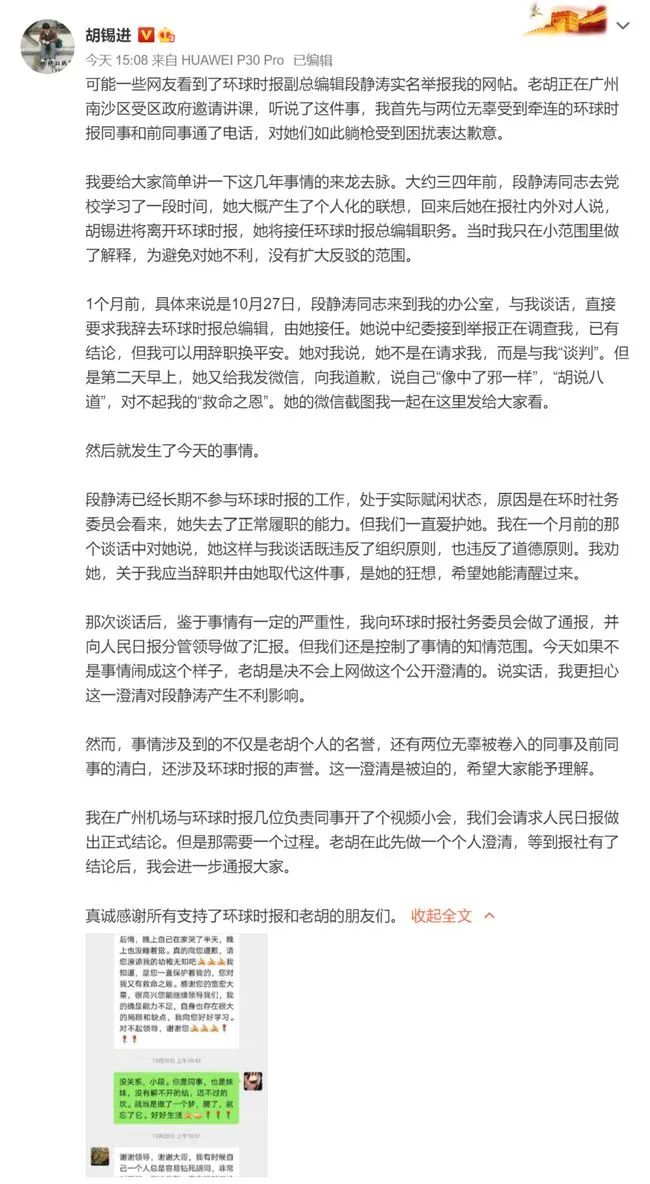 胡锡进
今天 15:08 来自 HUAWEI P30 Pro 已编辑
可能一些网友看到了环球时报副总编辑段静涛实名举报我的网帖。老胡正在广州
南沙区受区政府邀请讲课，听说了这件事，我首先与两位无辜受到牵连的环球时
报同事和前同事通了电话，对她们如此躺枪受到困扰表达歉意。
我要给大家简单讲一下这几年事情的来龙去脉。大约三四年前，段静涛同志去党
校学习了一段时间，她大概产生了个人化的联想，回来后她在报社内外对人说，
胡锡进将离开环球时报，她将接任环球时报总编辑职务。当时我只在小范围里做
了解释，为避免对她不利，没有扩大反驳的范围。
1个月前，具体来说是10月27日，段静涛同志来到我的办公室，与我谈话，直接
要求我辞去环球时报总编辑，由她接任。她说中纪委接到举报正在调查我，已有
结论，但我可以用辞职换平安。她对我说，她不是在请求我，而是与我“谈判”。但
是第二天早上，她又给我发微信，向我道歉，说自己“像中了邪一样”，“胡说八
道”，对不起我的“救命之恩”。她的微信截图我一起在这里发给大家看。
然后就发生了今天的事情。
段静涛已经长期不参与环球时报的工作，处于实际赋闲状态，原因是在环时社务
委员会看来，她失去了正常履职的能力。但我们一直爱护她。我在一个月前的那
个谈话中对她说，她这样与我谈话既违反了组织原则，也违反了道德原则。我劝
她，关于我应当辞职并由她取代这件事，是她的狂想，希望她能清醒过来。
那次谈话后，鉴于事情有一定的严重性，我向环球时报社务委员会做了通报，并
向人民日报分管领导做了汇报。但我们还是控制了事情的知情范围。今天如果不
是事情闹成这个样子，老胡是决不会上网做这个公开澄清的。说实话，我更担心
这一澄清对段静涛产生不利影响。
然而，事情涉及到的不仅是老胡个人的名誉，还有两位无辜被卷入的同事及前同
事的清白，还涉及环球时报的声誉。这一澄清是被迫的，希望大家能予理解。
我在广州机场与环球时报几位负责同事开了个视频小会，我们会请求人民日报做
出正式结论。但是那需要一个过程。老胡在此先做一个个人澄清，等到报社有了
结论后，我会进一步通报大家。
真诚感谢所有支持了环球时报和老胡的朋友们。 收起全文
后悔，晚上自己在家哭了半天，晚
上也没睡着觉。真的向您道歉，请
您原谅我的幼稚无知吧🙏🙏🙏我
知道，是您一直保护着我的，您对
我又有救命之恩。感谢您的宽宏大
量，很高兴您能继续领导我们，我
的确是能力不足，自身也存在很大
的局限和缺点，我向您好好学习。
对不起领导，谢谢您🙏🙏🙏🌹
🌹🌹
没关系，小段。你是同事，也是妹
妹，没有解不开的结，迈不过的
坎。就当是做了一个梦，醒了，就
忘了它。好好生活
谢谢领导，谢谢大哥，我有时候自
己一个人总是容易钻死胡同，非常